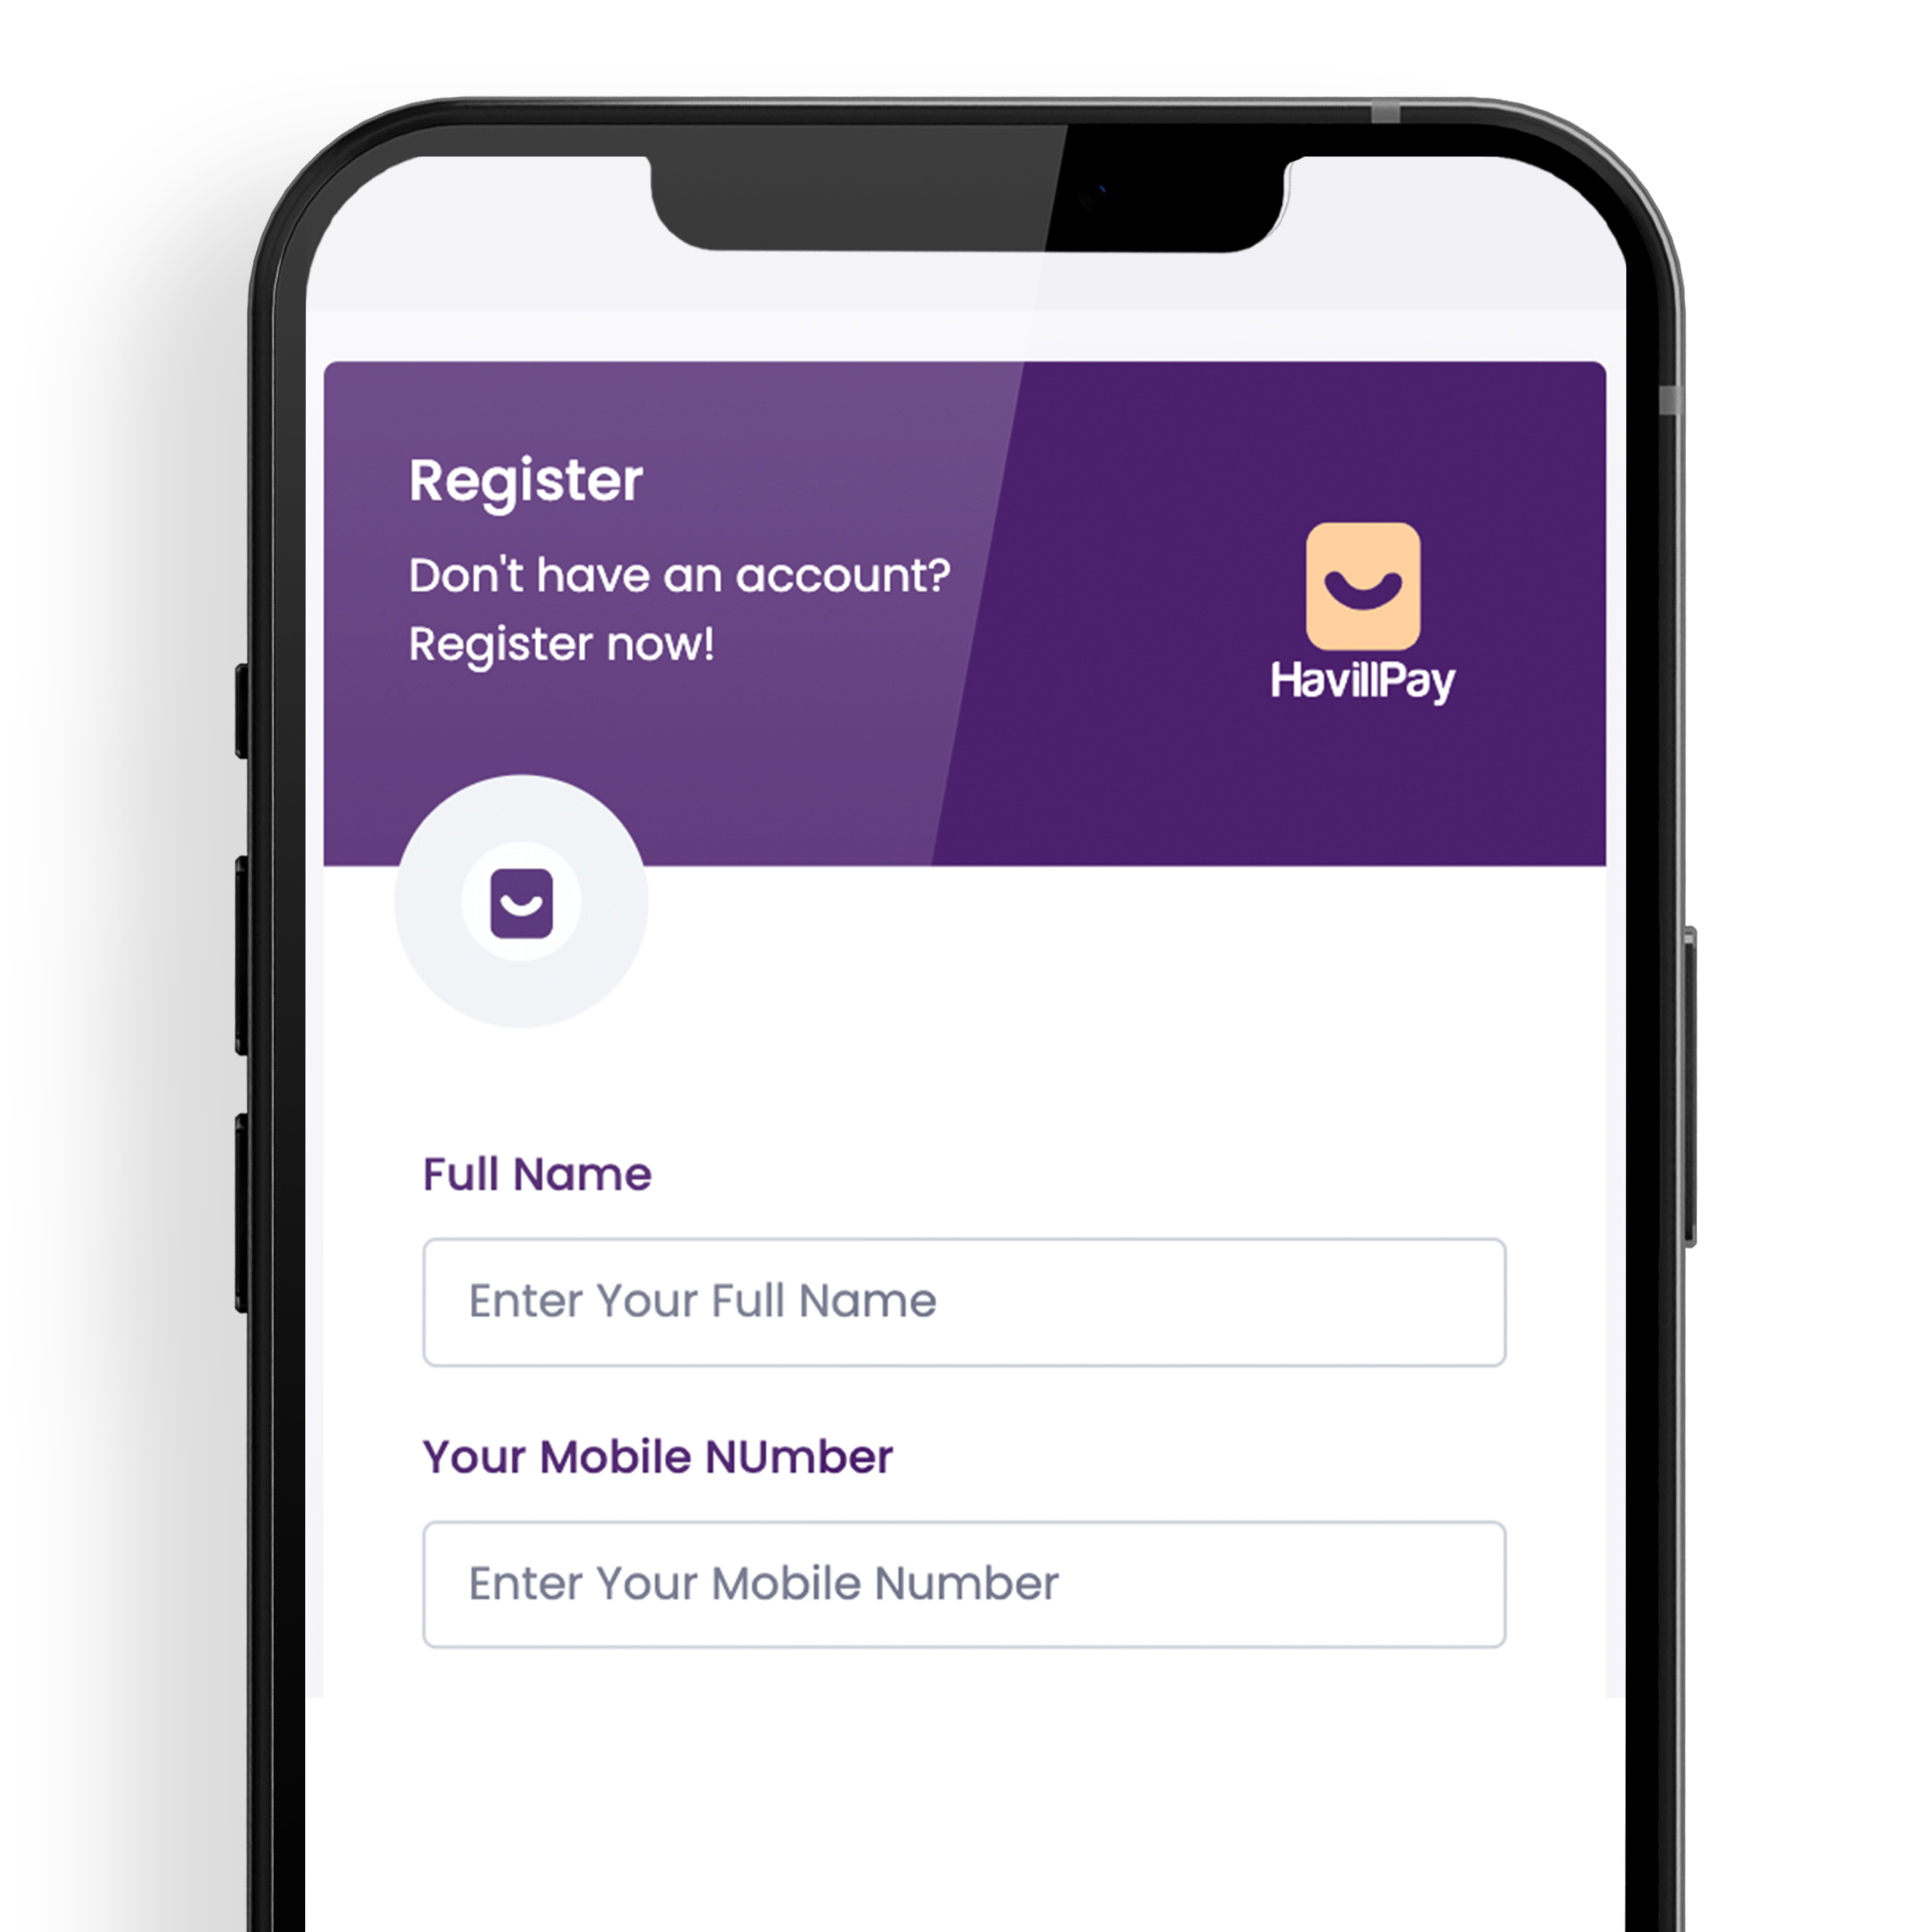 Register
Don't have an account?
Register now!
HavillPay
Full Name
Enter Your Full Name
Your Mobile NUmber
Enter Your Mobile Number